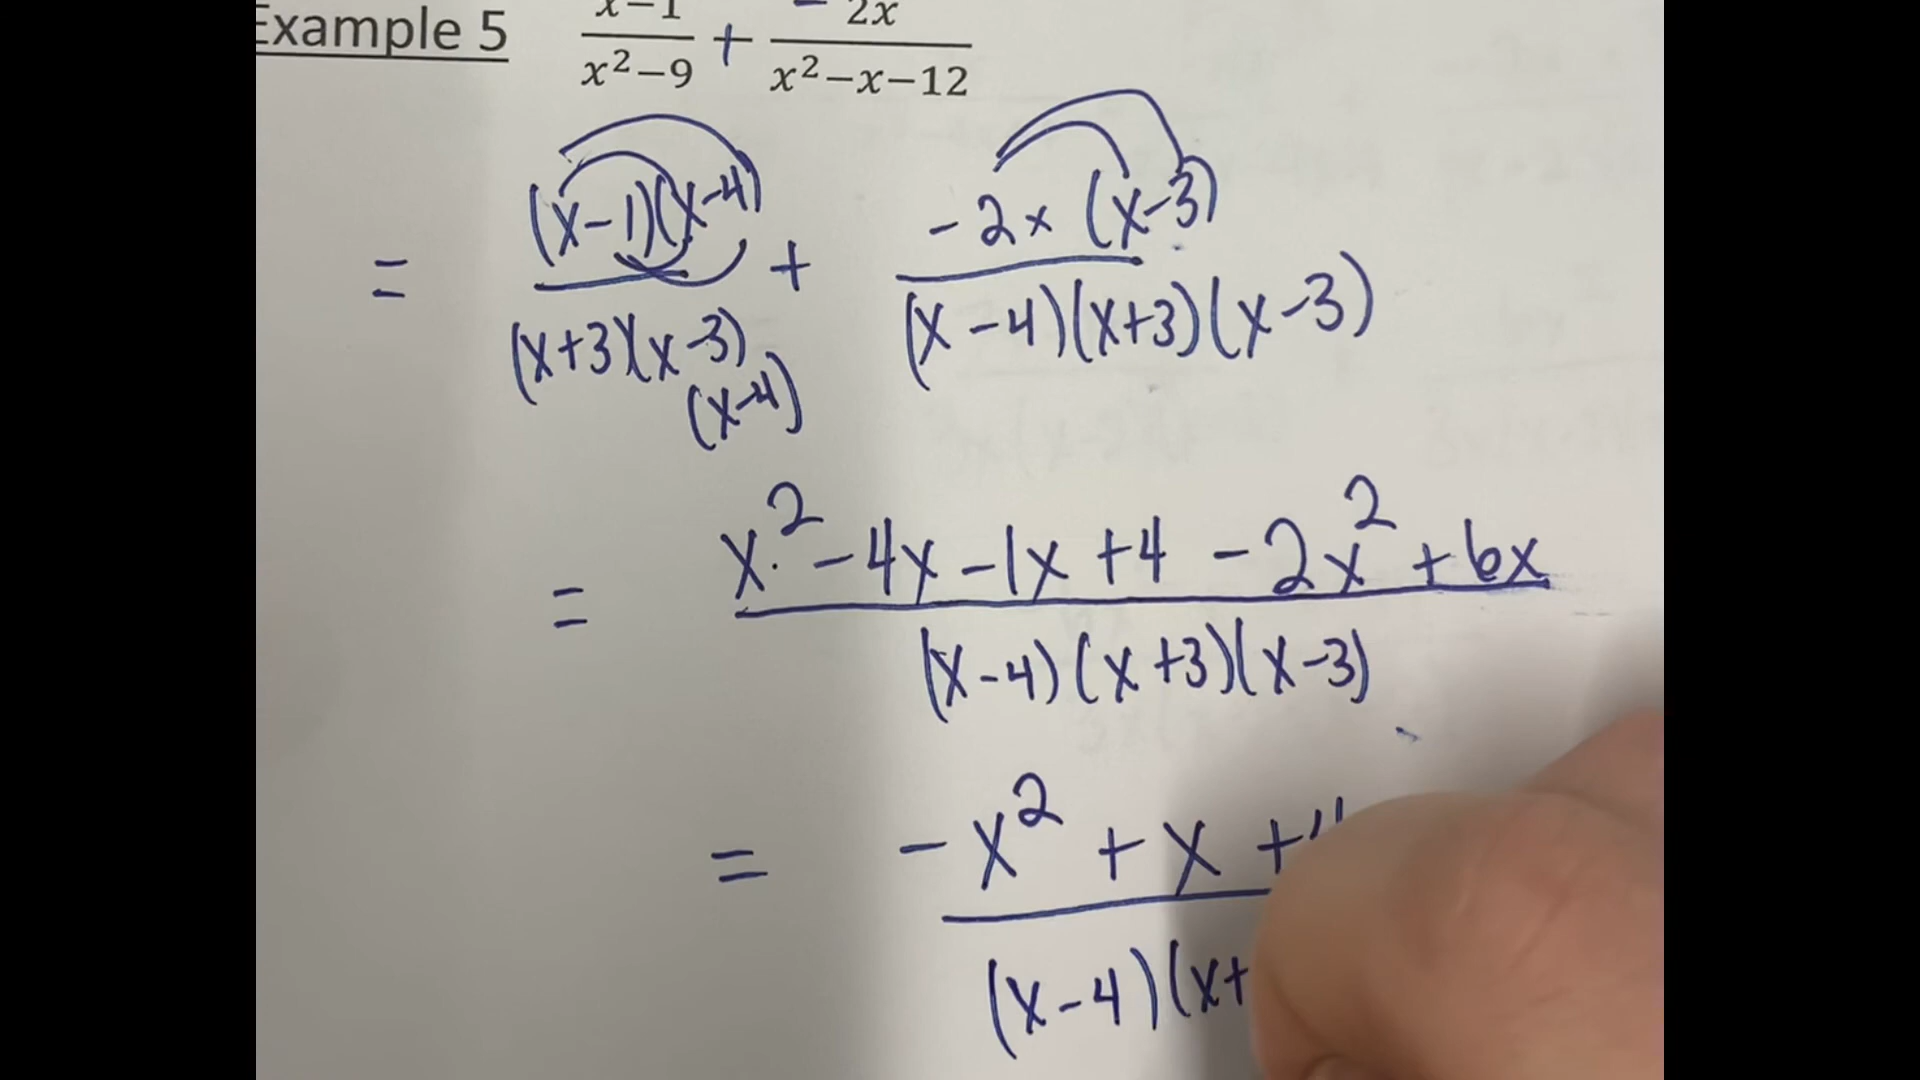 Example 5 x−1 / x²−9 + − 2x / x²−x−12
= (x−1)(x−4) / (x+3)(x−3)(x−4) + −2x (x−3) / (x−4)(x+3)(x−3)
= x² −4x −1x +4 −2x² +6x / (x−4)(x+3)(x−3)
= −x² + x + / (x−4)(x+